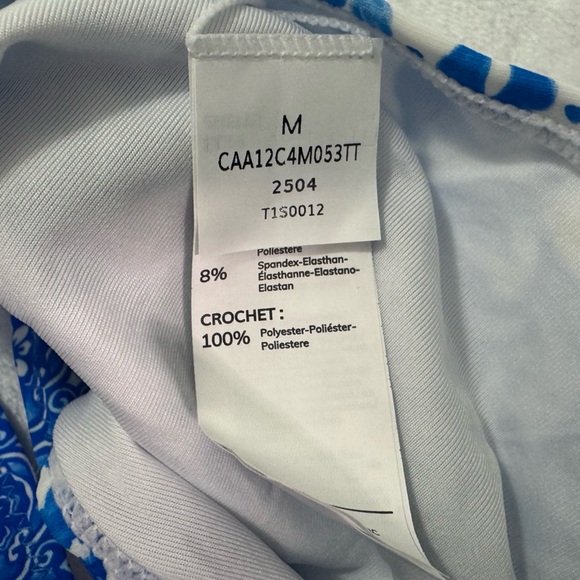 M
CAA12C4M053TT
2504
T1S0012
Poliestere
8% Spandex-Elasthan-
Élasthanne-Elastano-
Elastan
CROCHET :
100% Polyester-Poliéster-
Poliestere